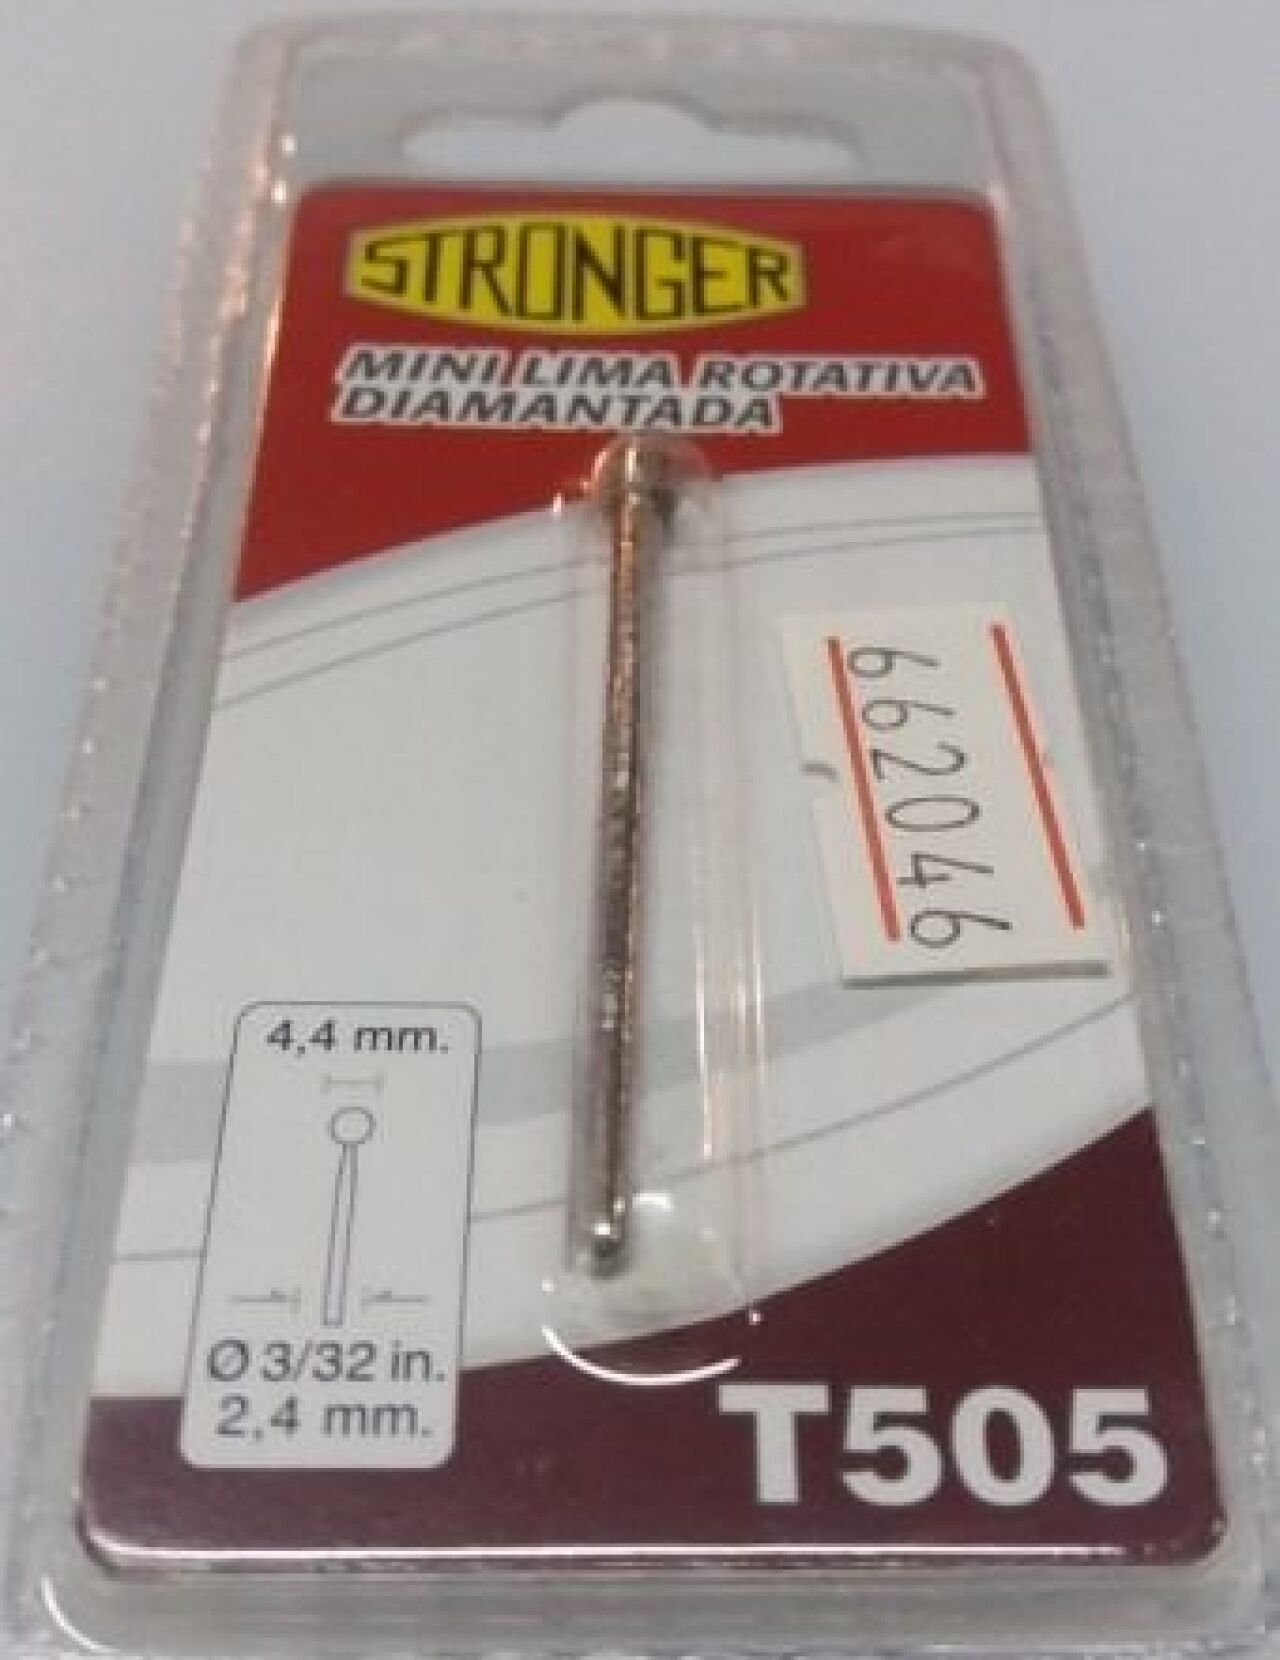 STRONGER
MINI LIMA ROTATIVA
DIAMANTADA
662046
4,4 mm.
Ø 3/32 in.
2,4 mm.
T505